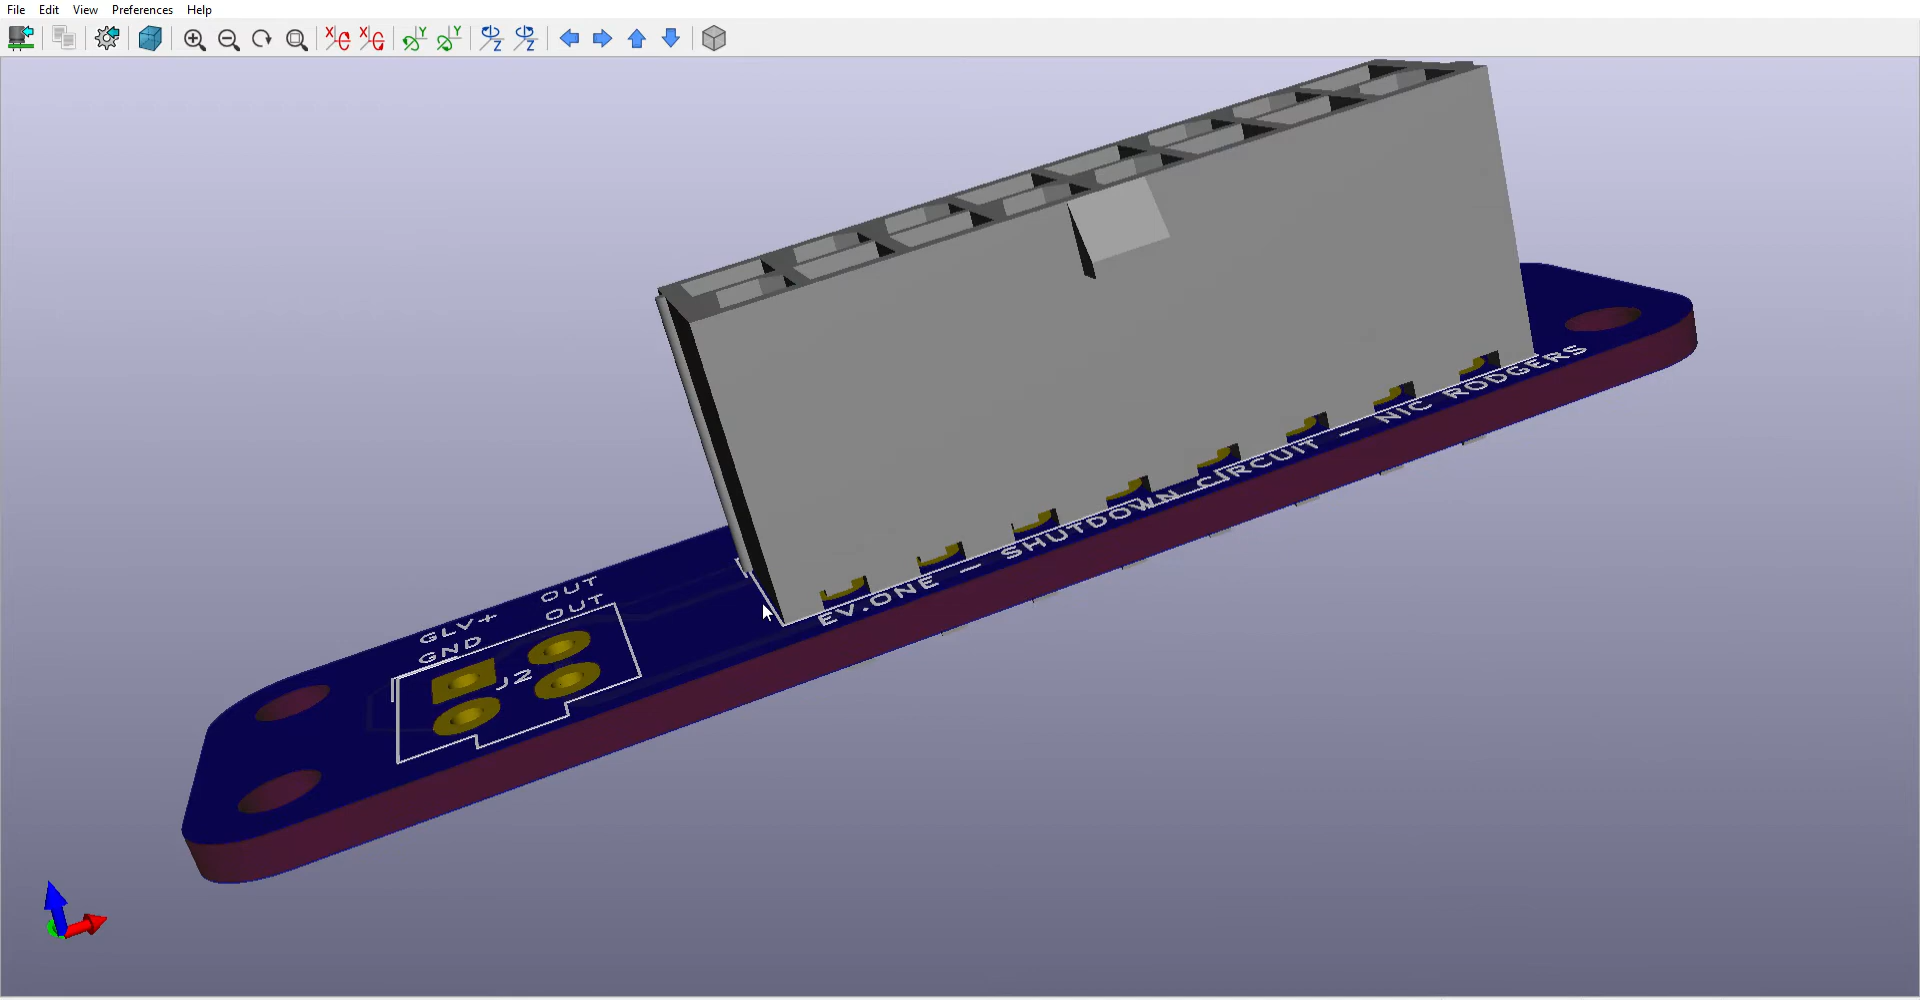 File Edit View Preferences Help
X X Y Y Z Z
OUT
GLV+ OUT
GND
J2
EV.ONE - SHUTDOWN CIRCUIT - NIC RODGERS